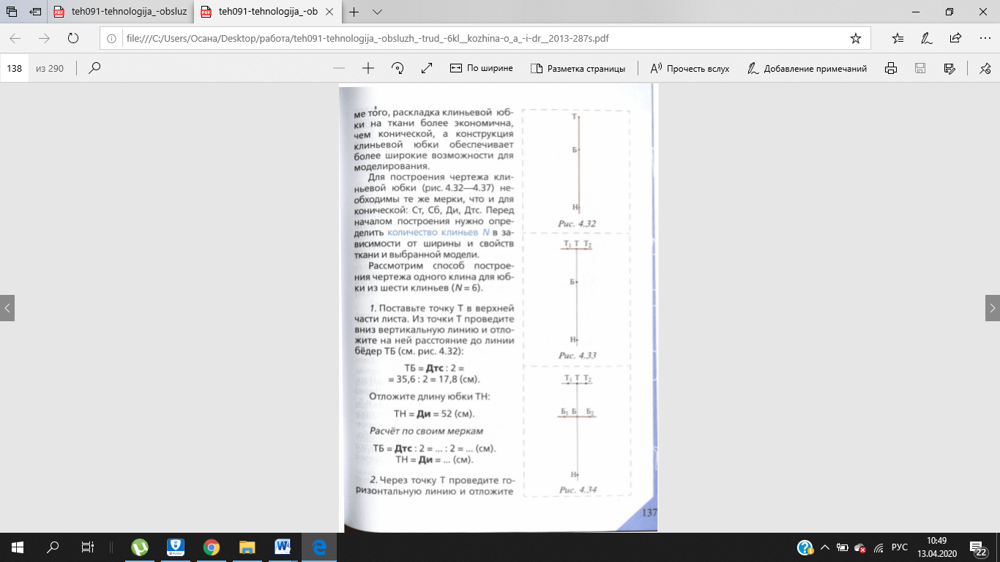 teh091-tehnologija_-obsluz
teh091-tehnologija_-ob
file:///C:/Users/Осана/Desktop/работа/teh091-tehnologija_-obsluzh_-trud_-6kl__kozhina-o_a_-i-dr__2013-287s.pdf
138 из 290
По ширине
Разметка страницы
Прочесть вслух
Добавление примечаний
ме того, раскладка клиньевой юб-
ки на ткани более экономична,
чем конической, а конструкция
клиньевой юбки обеспечивает
более широкие возможности для
моделирования.
Для построения чертежа кли-
ньевой юбки (рис. 4.32—4.37) не-
обходимы те же мерки, что и для
конической: Ст, Сб, Ди, Дтс. Перед
началом построения нужно опре-
делить количество клиньев N в за-
висимости от ширины и свойств
ткани и выбранной модели.
Рассмотрим способ построе-
ния чертежа одного клина для юб-
ки из шести клиньев (N = 6).
1. Поставьте точку Т в верхней
части листа. Из точки Т проведите
вниз вертикальную линию и отло-
жите на ней расстояние до линии
бёдер ТБ (см. рис. 4.32):
ТБ = Дтс : 2 =
= 35,6 : 2 = 17,8 (см).
Отложите длину юбки ТН:
ТН = Ди = 52 (см).
Расчёт по своим меркам
ТБ = Дтс : 2 = ... : 2 = ... (см).
ТН = Ди = ... (см).
2. Через точку Т проведите го-
ризонтальную линию и отложите
Т
Б
Н
Рис. 4.32
Т₁ Т Т₂
Б
Н
Рис. 4.33
Т₁ Т Т₂
Б₁ Б Б₂
Н
Рис. 4.34
137
РУС
10:49
13.04.2020
22